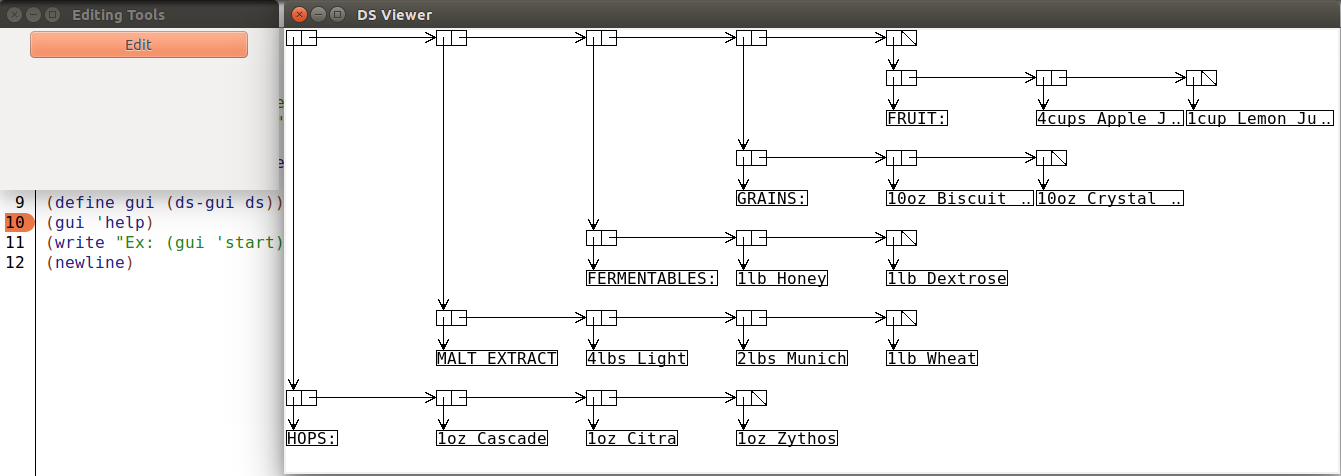 Editing Tools
DS Viewer
Edit
e
"
e
9 (define gui (ds-gui ds))
10 (gui 'help)
11 (write "Ex: (gui 'start)
12 (newline)
FRUIT: 4cups Apple J.. 1cup Lemon Ju..
GRAINS: 10oz Biscuit .. 10oz Crystal ..
FERMENTABLES: 1lb Honey 1lb Dextrose
MALT EXTRACT 4lbs Light 2lbs Munich 1lb Wheat
HOPS: 1oz Cascade 1oz Citra 1oz Zythos